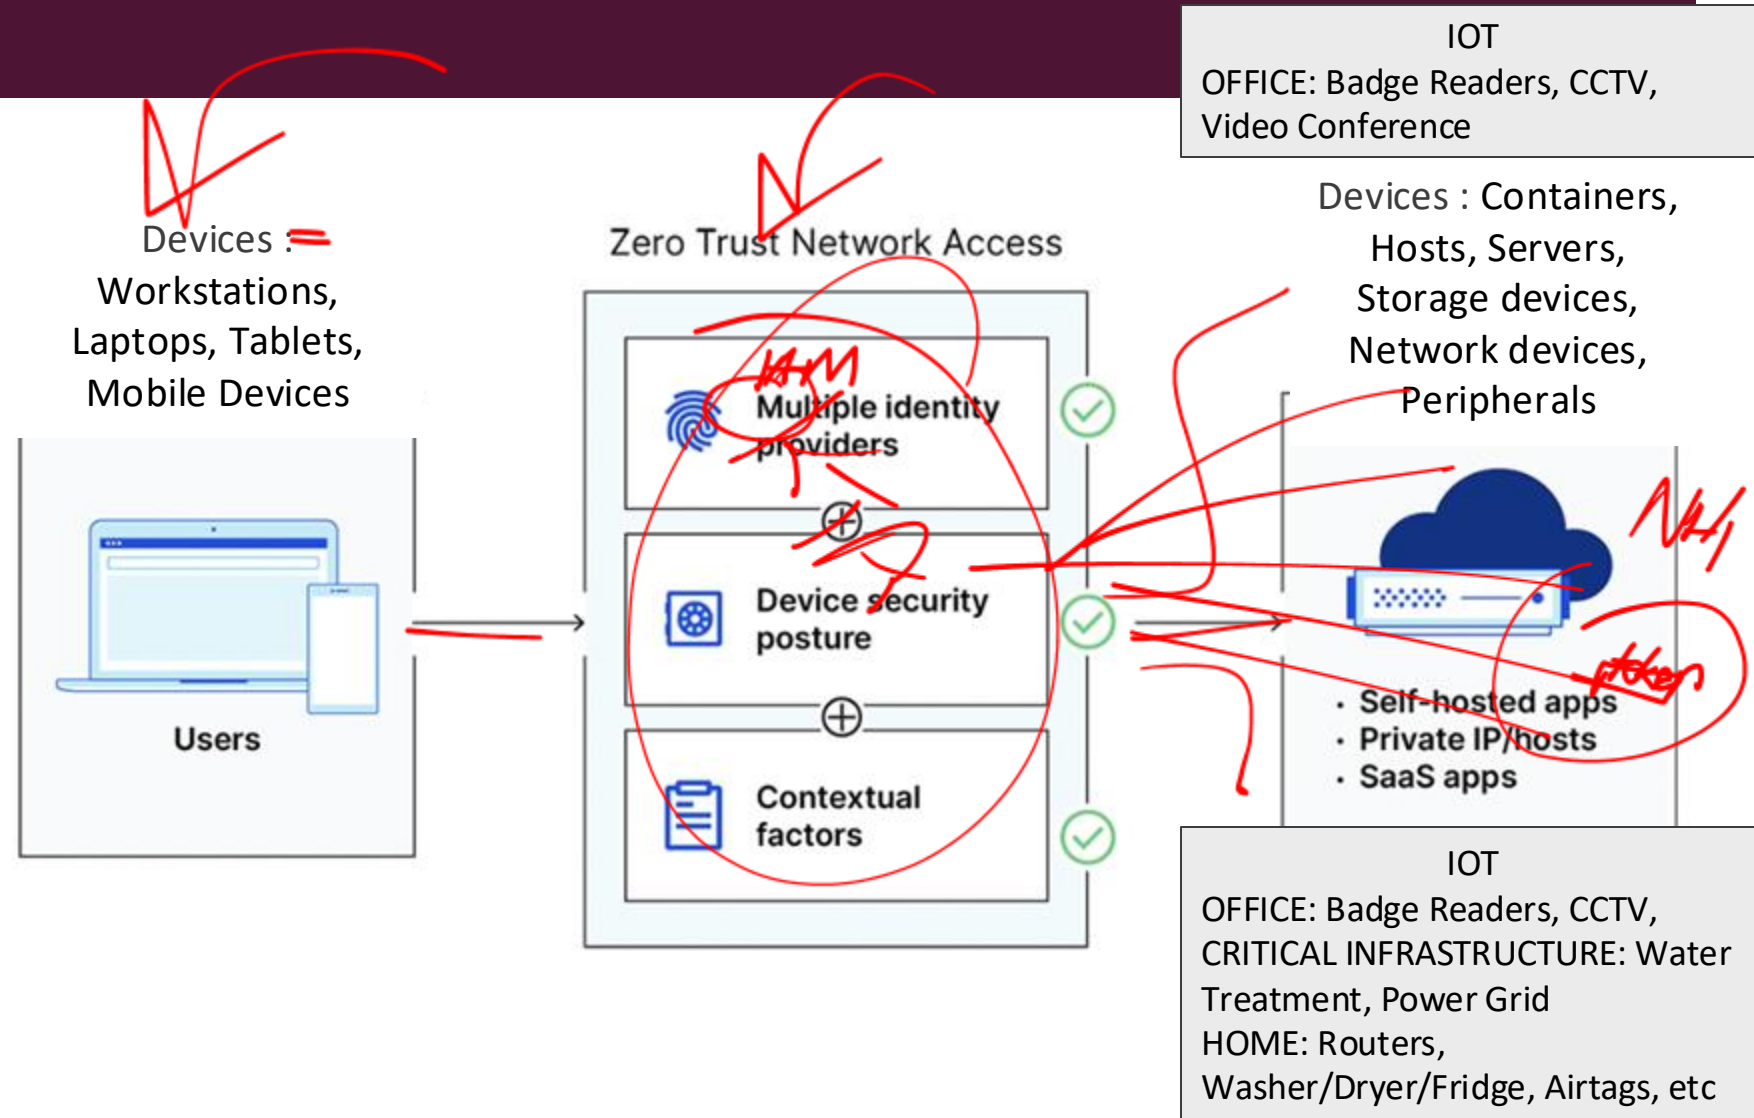 IOT
OFFICE: Badge Readers, CCTV,
Video Conference
Devices :
Workstations,
Laptops, Tablets,
Mobile Devices
Users
Zero Trust Network Access
IAM
Multiple identity
providers
Device security
posture
Contextual
factors
Devices : Containers,
Hosts, Servers,
Storage devices,
Network devices,
Peripherals
NHI
• Self-hosted apps
• Private IP/hosts
• SaaS apps
IOT
OFFICE: Badge Readers, CCTV,
CRITICAL INFRASTRUCTURE: Water
Treatment, Power Grid
HOME: Routers,
Washer/Dryer/Fridge, Airtags, etc